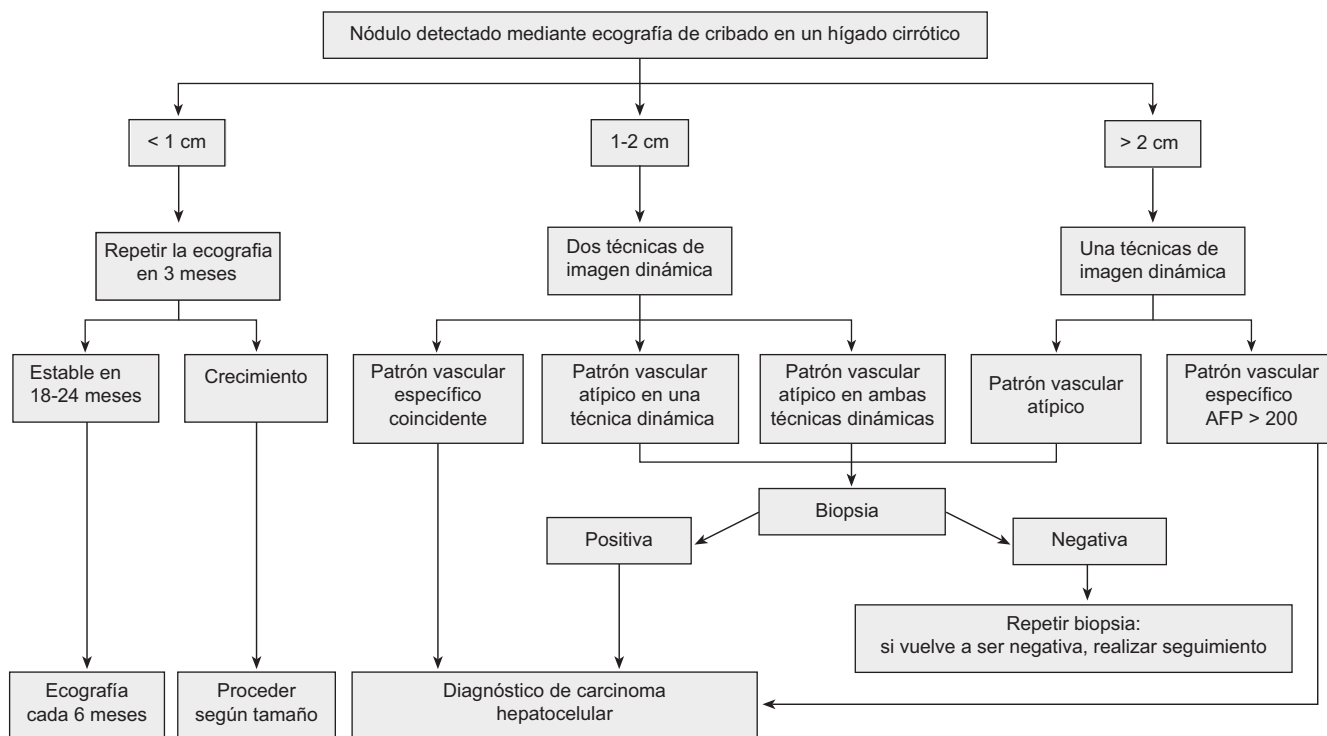 Nódulo detectado mediante ecografía de cribado en un hígado cirrótico
< 1 cm
1-2 cm
> 2 cm
Repetir la ecografia
en 3 meses
Dos técnicas de
imagen dinámica
Una técnicas de
imagen dinámica
Estable en
18-24 meses
Crecimiento
Patrón vascular
específico
coincidente
Patrón vascular
atípico en una
técnica dinámica
Patrón vascular
atípico en ambas
técnicas dinámicas
Patrón vascular
atípico
Patrón vascular
específico
AFP > 200
Biopsia
Positiva
Negativa
Repetir biopsia:
si vuelve a ser negativa, realizar seguimiento
Ecografía
cada 6 meses
Proceder
según tamaño
Diagnóstico de carcinoma
hepatocelular